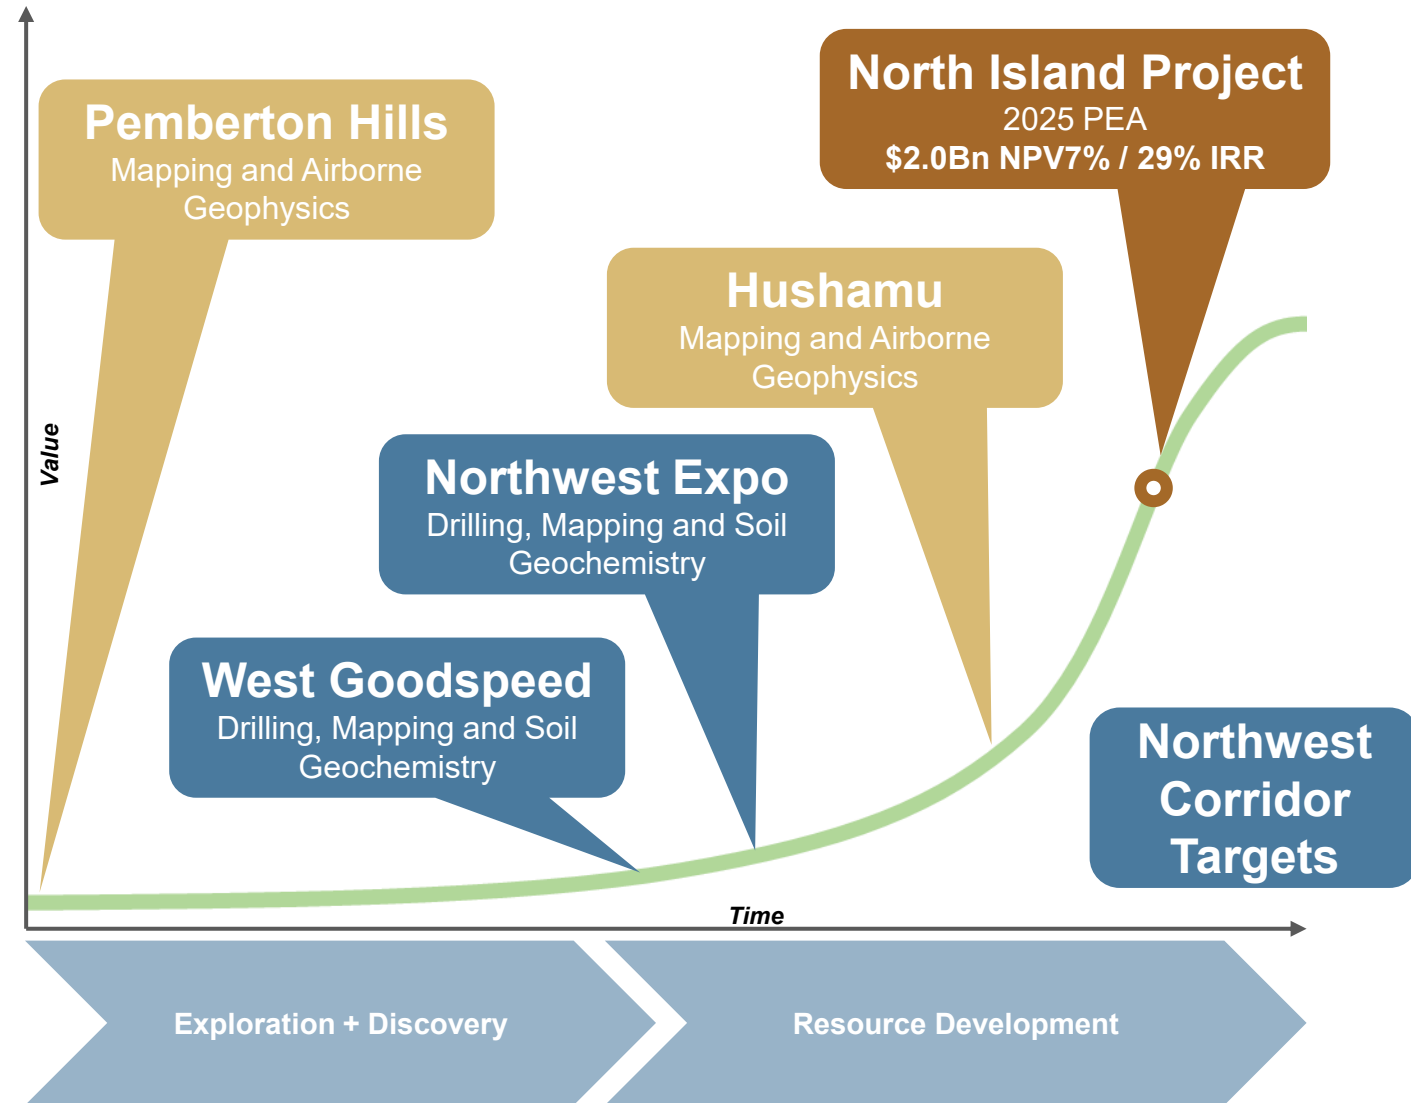 North Island Project
2025 PEA
$2.0Bn NPV7% / 29% IRR
Pemberton Hills
Mapping and Airborne
Geophysics
Hushamu
Mapping and Airborne
Geophysics
Value
Northwest Expo
Drilling, Mapping and Soil
Geochemistry
West Goodspeed
Drilling, Mapping and Soil
Geochemistry
Northwest
Corridor
Targets
Time
Exploration + Discovery
Resource Development